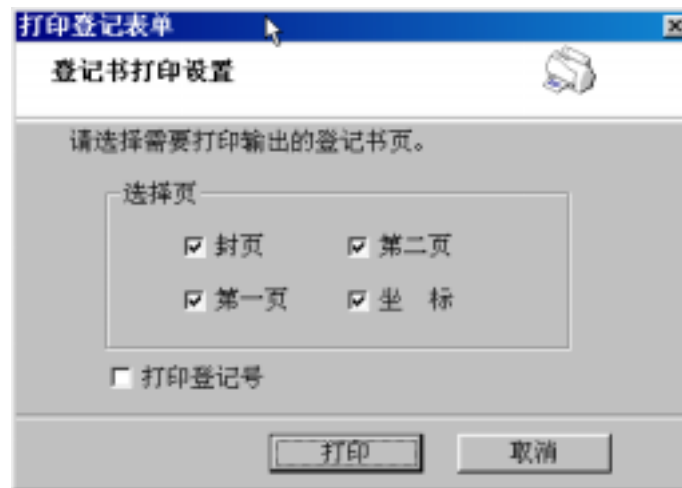 打印登记表单
登记书打印设置
请选择需要打印输出的登记书页。
选择页
封页 第二页
第一页 坐 标
打印登记号
打印 取消